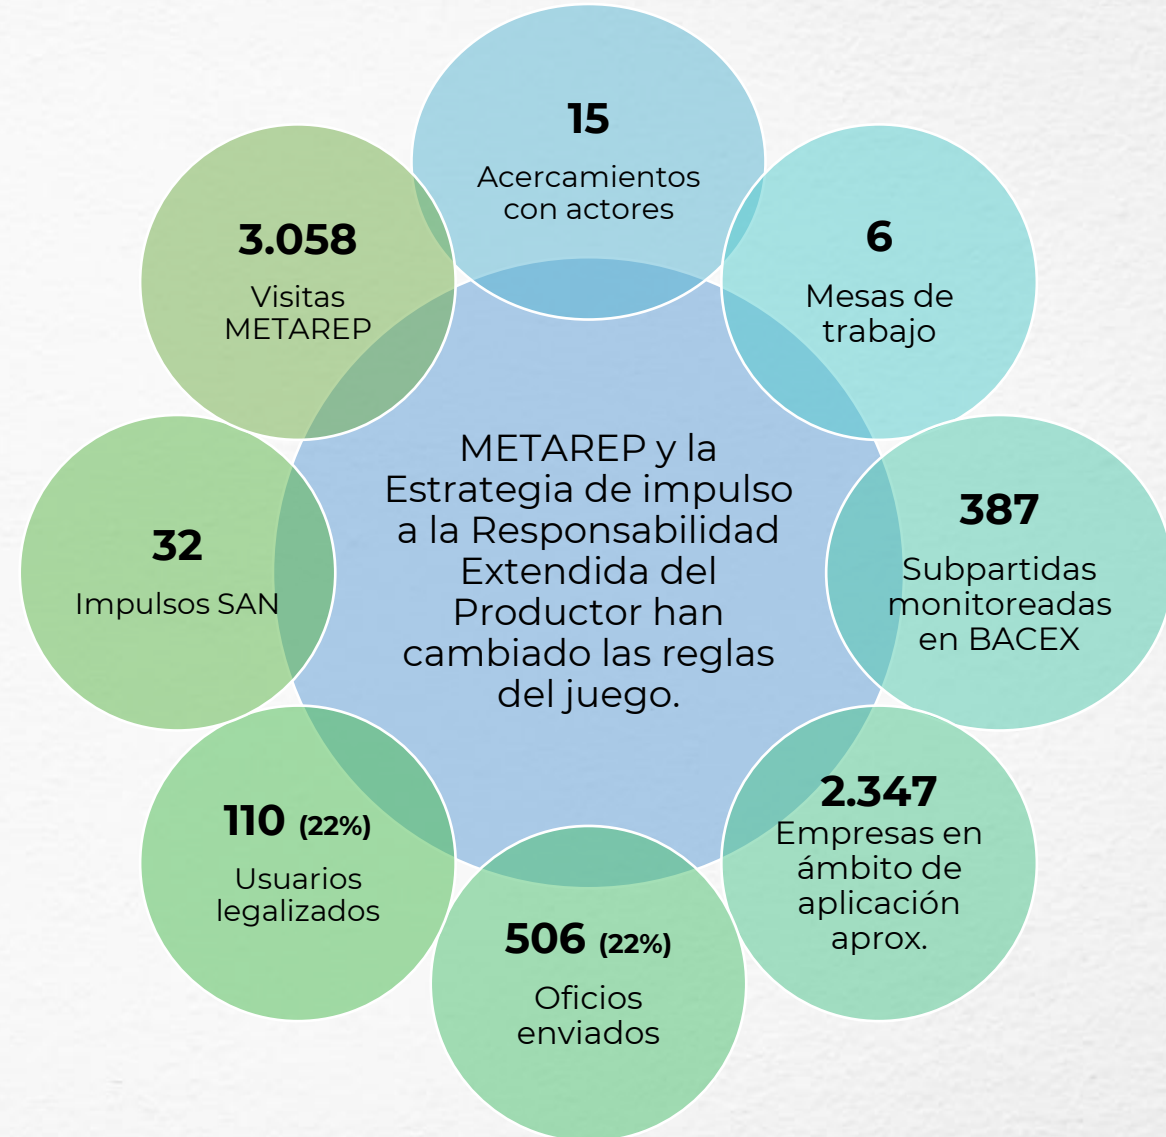 15
Acercamientos
con actores
6
Mesas de
trabajo
387
Subpartidas
monitoreadas
en BACEX
2.347
Empresas en
ámbito de
aplicación
aprox.
506 (22%)
Oficios
enviados
110 (22%)
Usuarios
legalizados
32
Impulsos SAN
3.058
Visitas
METAREP
METAREP y la
Estrategia de impulso
a la Responsabilidad
Extendida del
Productor han
cambiado las reglas
del juego.